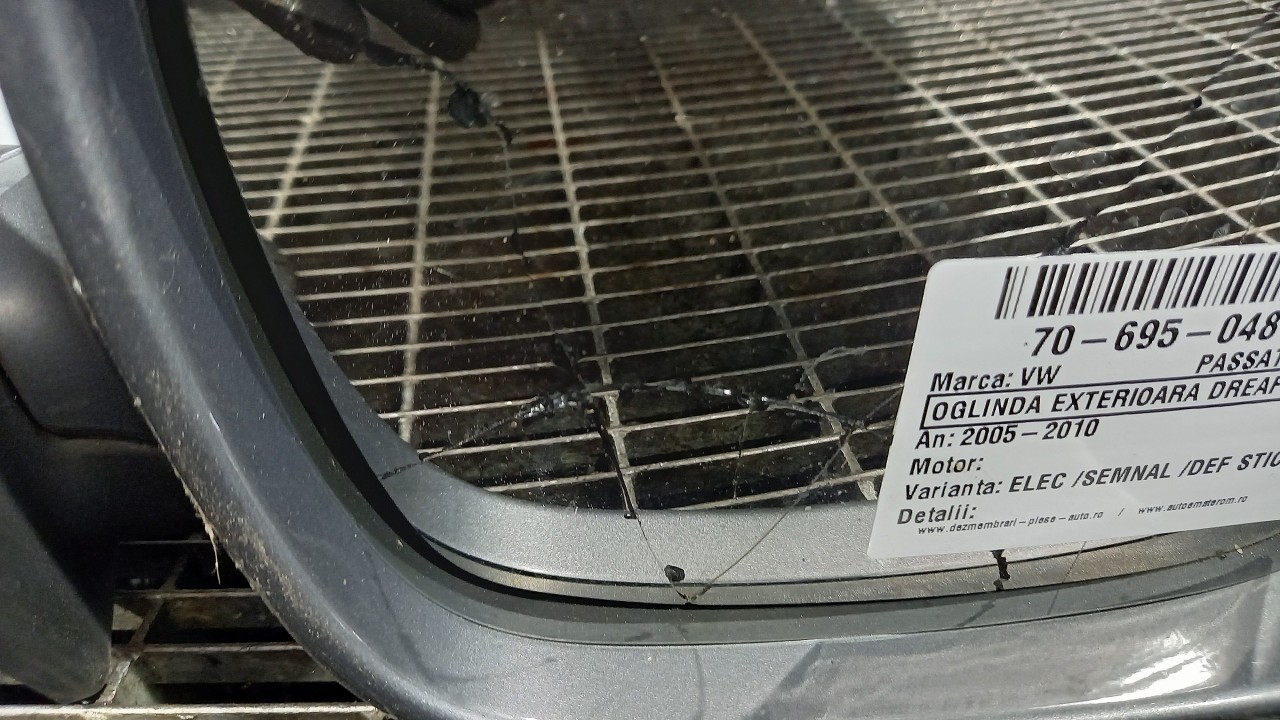 70-695-048
PASSAT
Marca: VW
OGLINDA EXTERIOARA DREAP
An: 2005-2010
Motor:
Varianta: ELEC /SEMNAL /DEF STIC
Detalii:
www.dezmembrari-piese-auto.ro / www.autoamaterom.ro